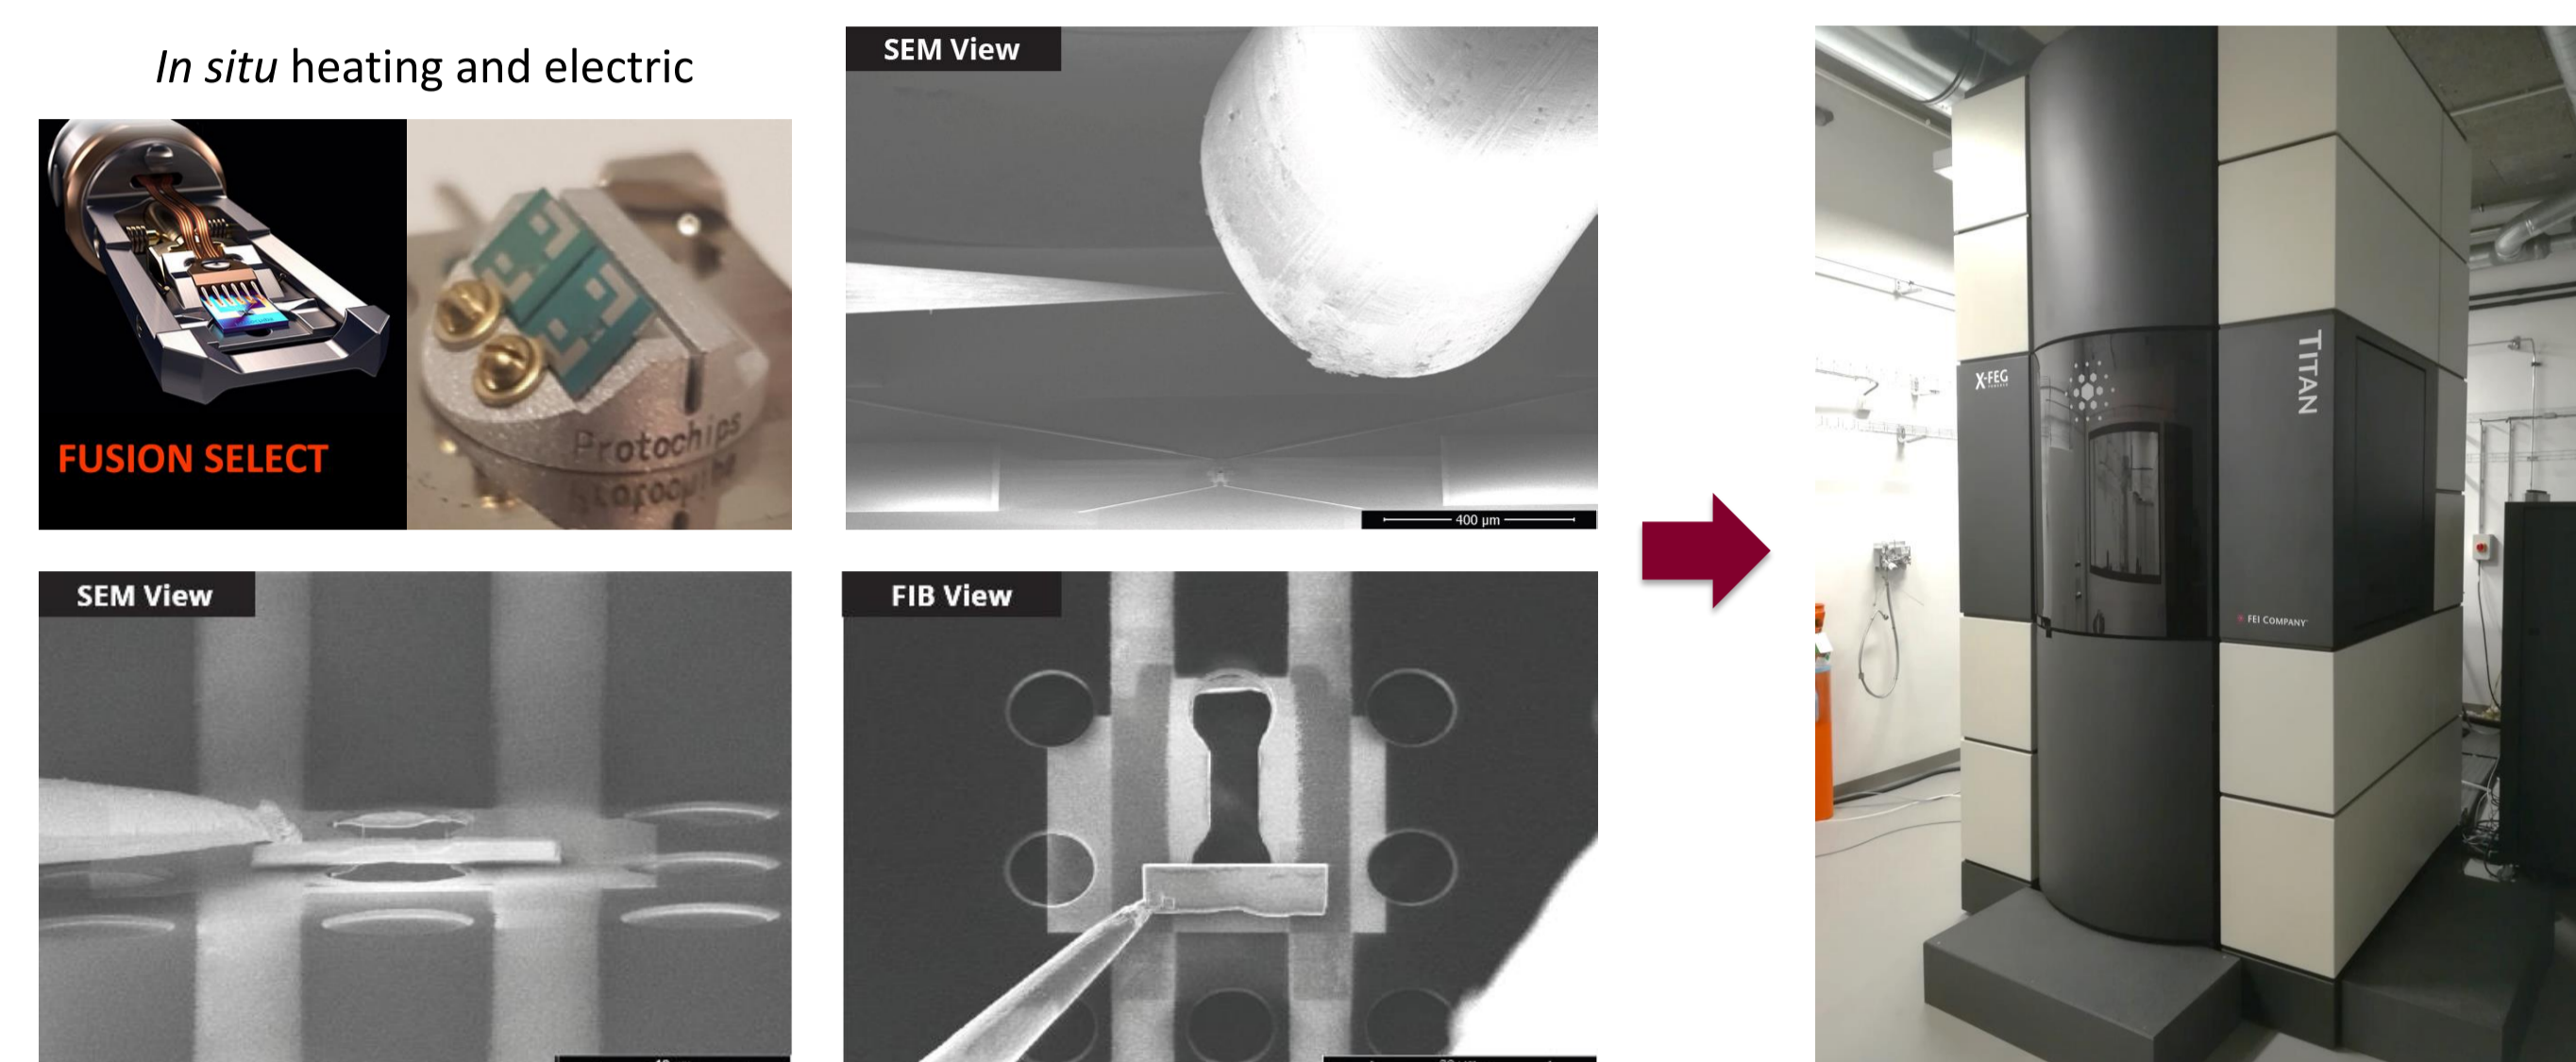 In situ heating and electric
FUSION SELECT
Protochips
SEM View
400 µm
SEM View
FIB View
X-FEG
TITAN
FEI COMPANY